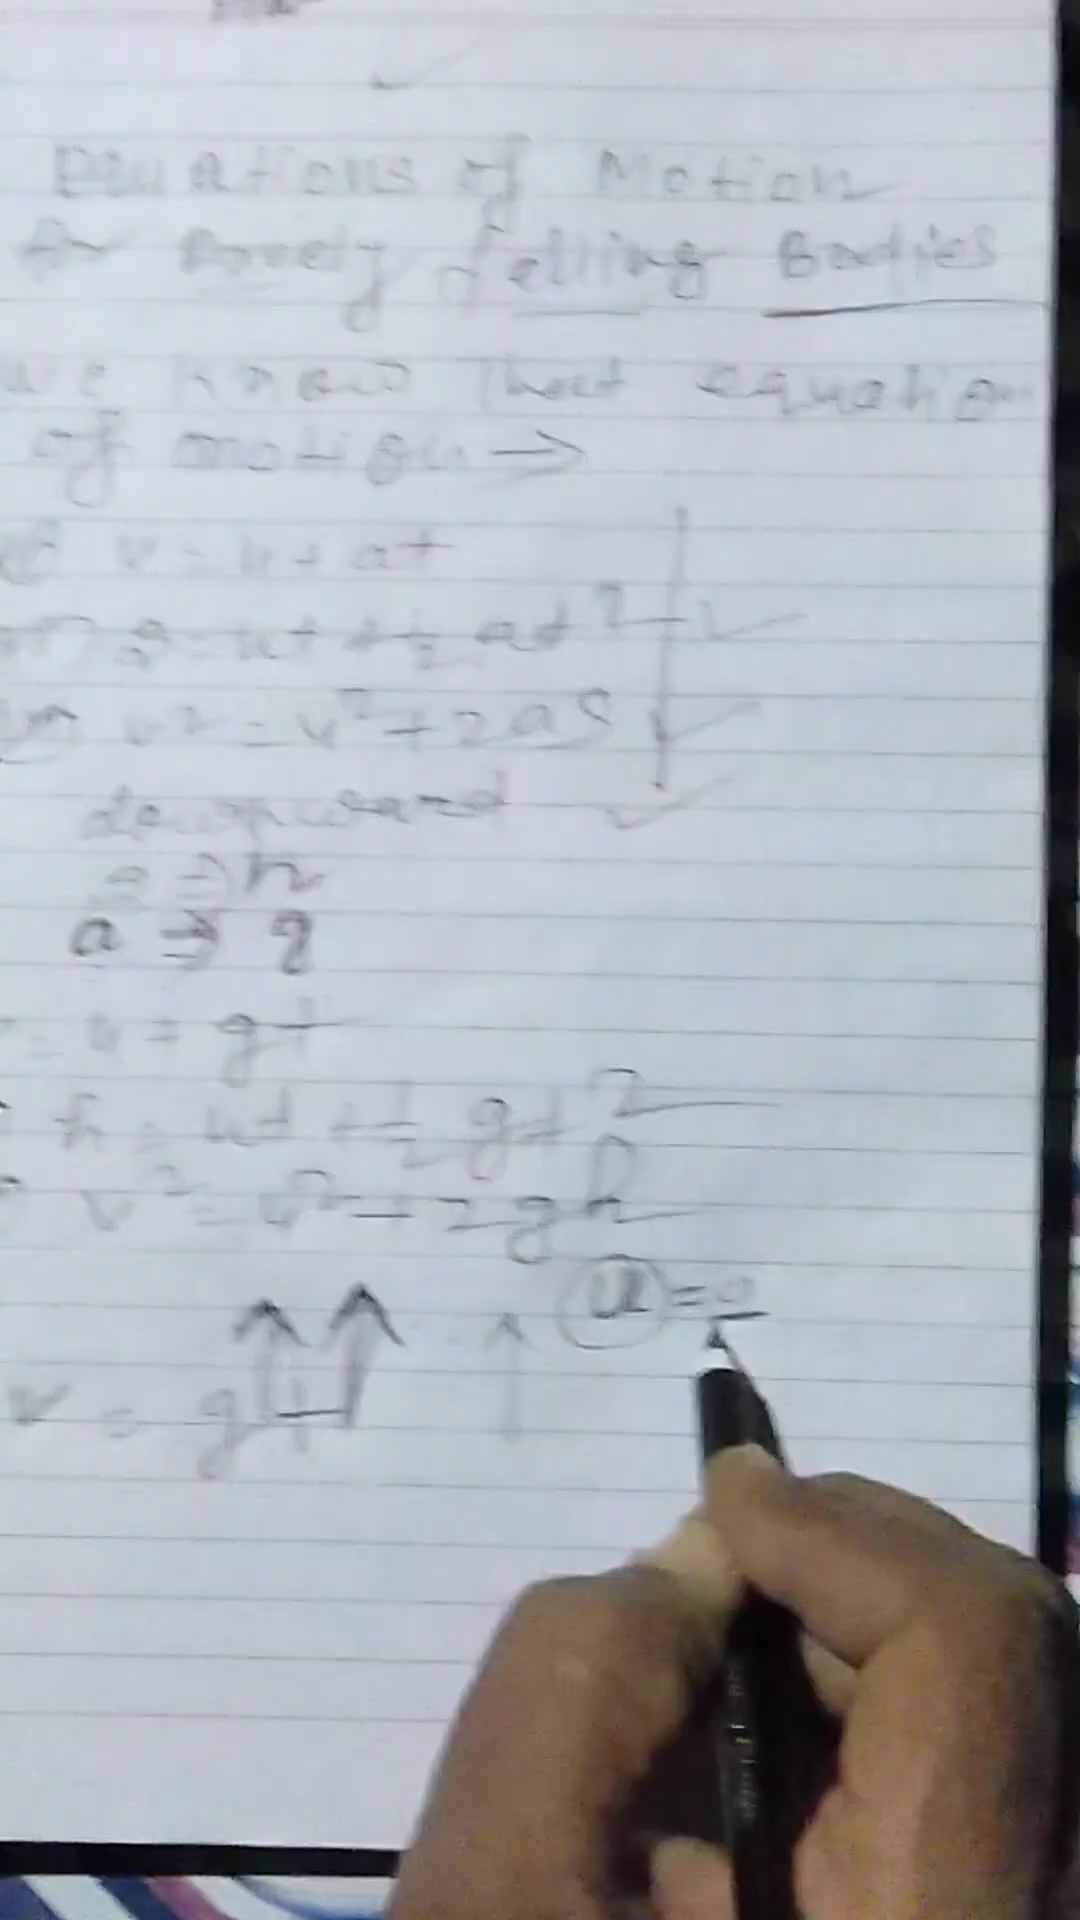 Equations of Motion
for freely falling Bodies
we know that equation
of motion →
v = u + at
s = ut + 1/2 at²
v² = u² + 2as
downward
s ⇒ h
a ⇒ g
= u + gt
h = ut + 1/2 gt²
v² = u² + 2gh
u = 0
v = gt